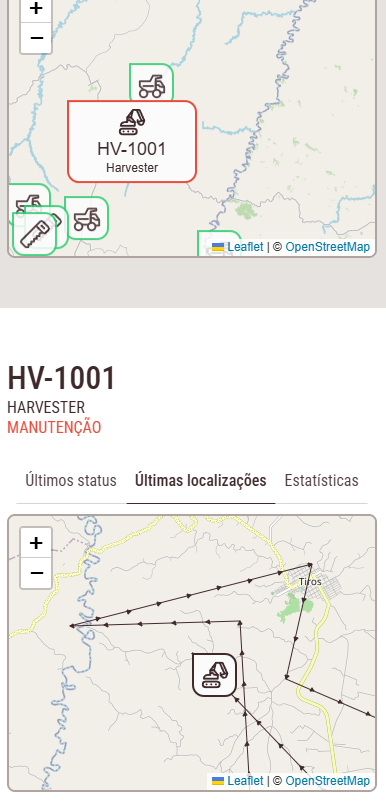 +
−
HV-1001
Harvester
Leaflet | © OpenStreetMap
HV-1001
HARVESTER
MANUTENÇÃO
Últimos status
Últimas localizações
Estatísticas
+
−
Tiros
Leaflet | © OpenStreetMap